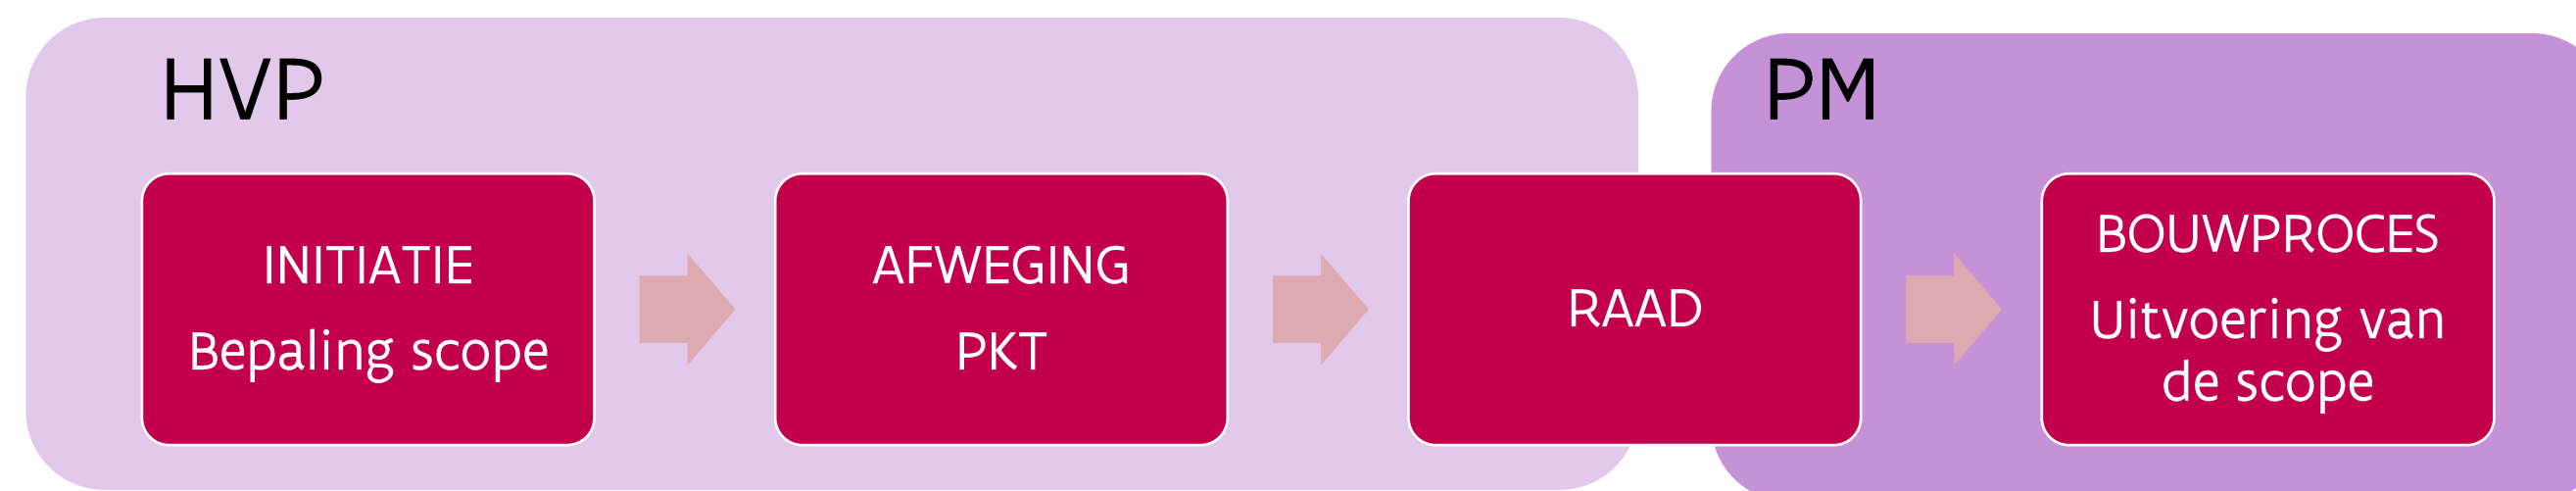 HVP
PM
INITIATIE
Bepaling scope
AFWEGING
PKT
RAAD
BOUWPROCES
Uitvoering van
de scope